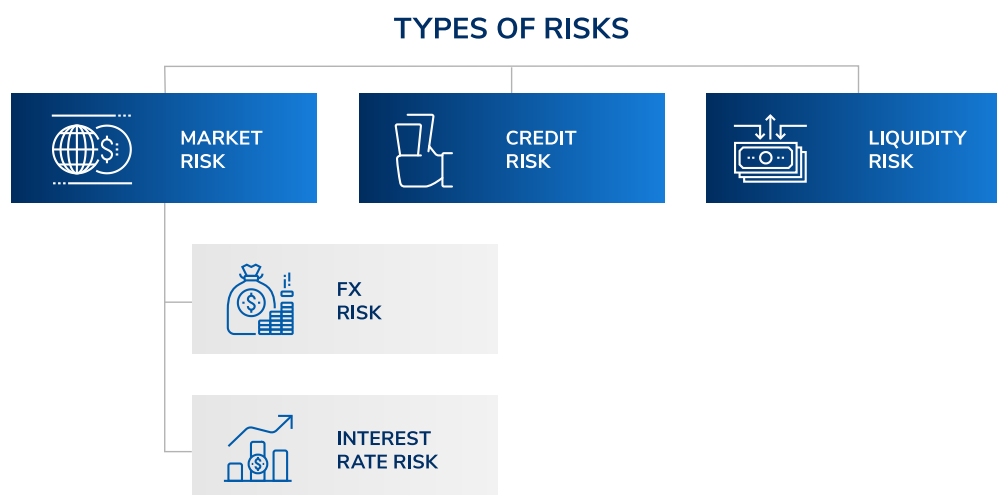 TYPES OF RISKS
MARKET
RISK
CREDIT
RISK
LIQUIDITY
RISK
FX
RISK
INTEREST
RATE RISK